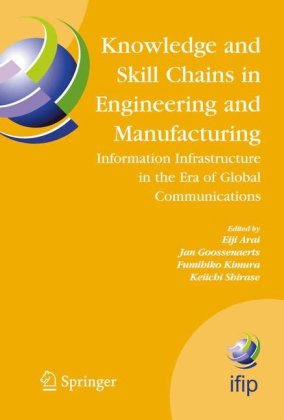 Knowledge and
Skill Chains in
Engineering and
Manufacturing
Information Infrastructure
in the Era of Global
Communications
Edited by
Eiji Arai
Jan Goossenaerts
Fumihiko Kimura
Keiichi Shirase
Springer
ifip